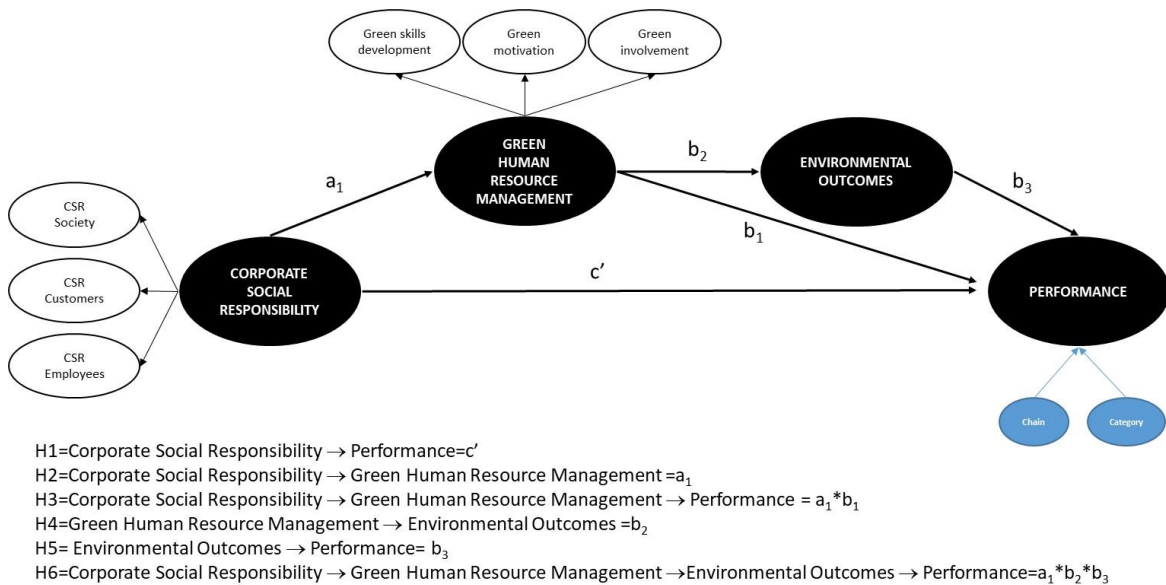 Green skills
development
Green
motivation
Green
involvement
GREEN
HUMAN
RESOURCE
MANAGEMENT
b₂
ENVIRONMENTAL
OUTCOMES
a₁
b₃
b₁
CSR
Society
CSR
Customers
CSR
Employees
CORPORATE
SOCIAL
RESPONSIBILITY
c’
PERFORMANCE
Chain
Category
H1=Corporate Social Responsibility → Performance=c’
H2=Corporate Social Responsibility → Green Human Resource Management =a₁
H3=Corporate Social Responsibility → Green Human Resource Management → Performance = a₁*b₁
H4=Green Human Resource Management → Environmental Outcomes =b₂
H5= Environmental Outcomes → Performance= b₃
H6=Corporate Social Responsibility → Green Human Resource Management →Environmental Outcomes → Performance=a₁*b₂*b₃